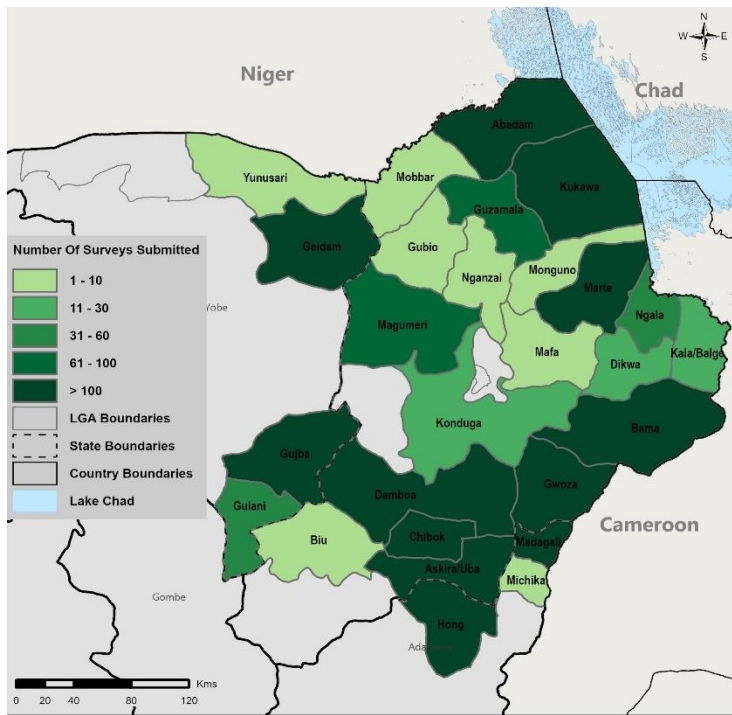 N
W E
S
Niger
Chad
Abadam
Yunusari
Mobbar
Kukawa
Guzamala
Geidam
Gubio
Number Of Surveys Submitted
1 - 10
11 - 30
31 - 60
61 - 100
> 100
LGA Boundaries
State Boundaries
Country Boundaries
Lake Chad
Nganzai
Monguno
Marte
Yobe
Ngala
Magumeri
Mafa
Dikwa
Kala/Balge
Konduga
Bama
Gujba
Damboa
Gwoza
Gulani
Cameroon
Chibok
Madagali
Biu
Askira/Uba
Michika
Gombe
Hong
Kms
0 20 40 80 120